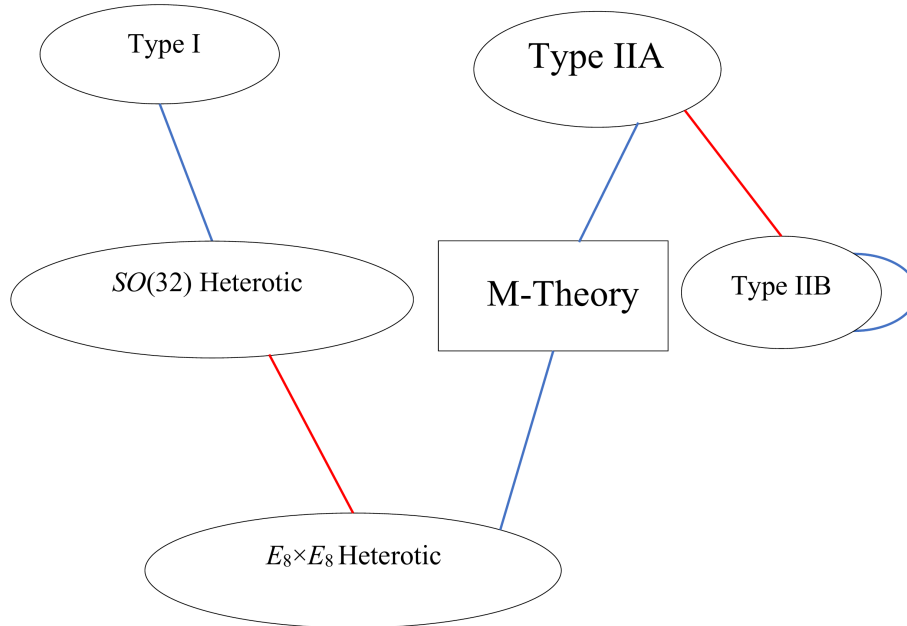 Type I
Type IIA
SO(32) Heterotic
M-Theory
Type IIB
E₈×E₈ Heterotic